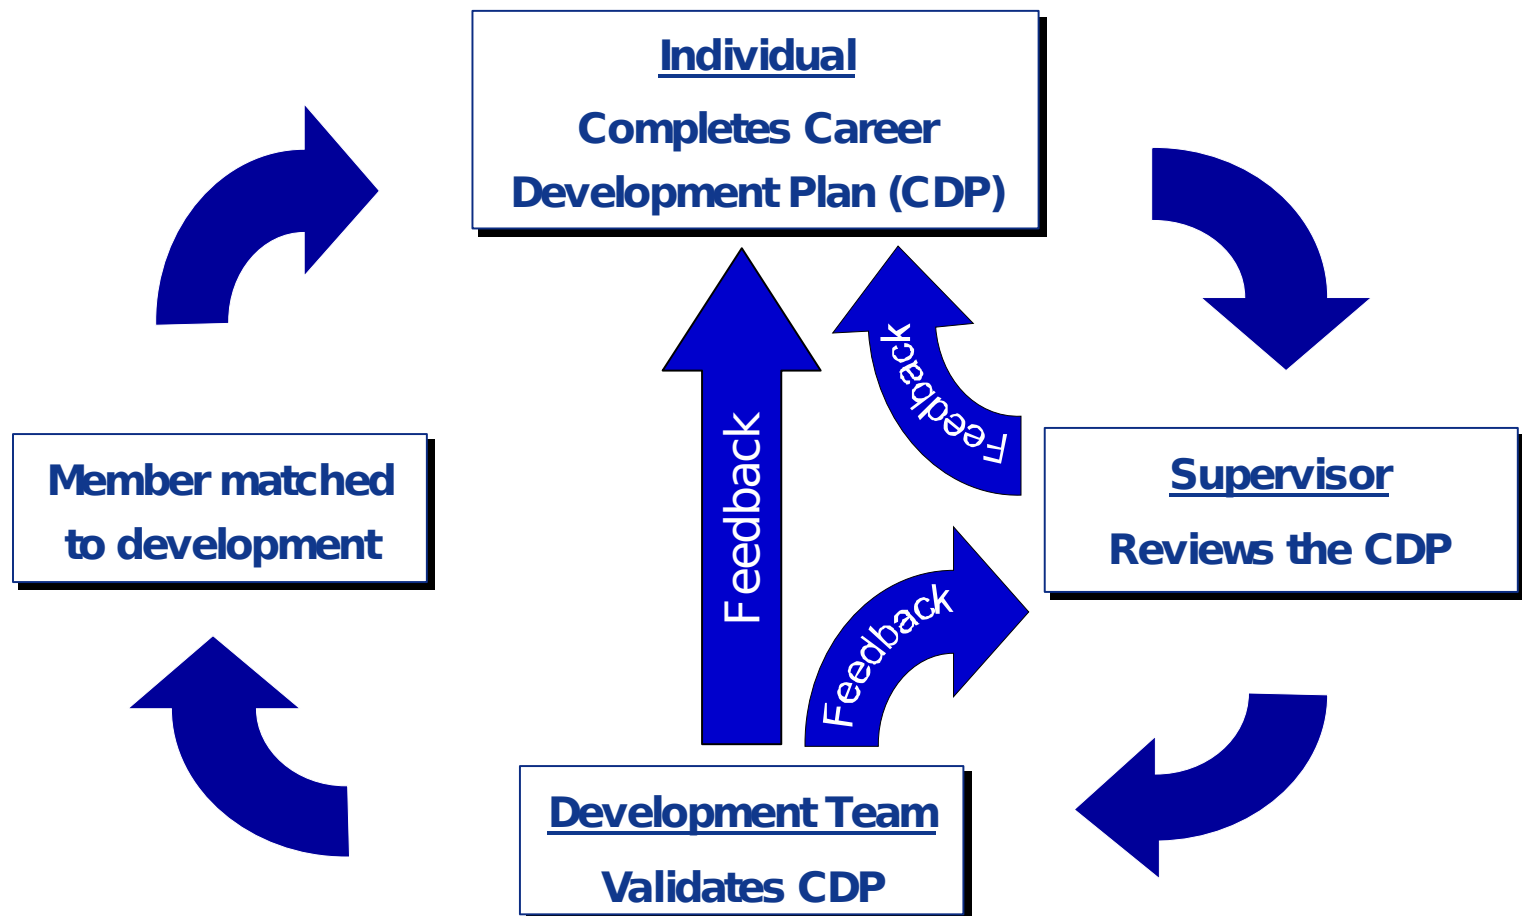 Individual
Completes Career
Development Plan (CDP)
Feedback
Feedback
Member matched
to development
Supervisor
Reviews the CDP
Feedback
Development Team
Validates CDP